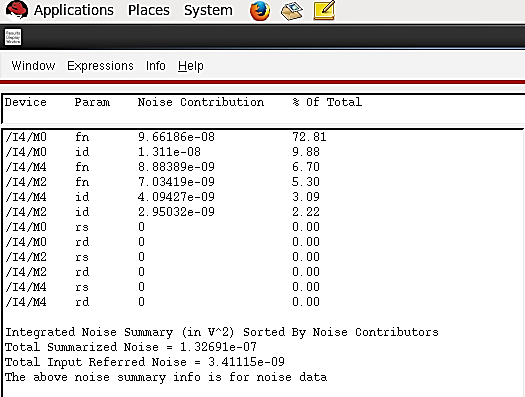 Applications Places System
Window Expressions Info Help
Device Param Noise Contribution % Of Total
/I4/M0 fn 9.66186e-08 72.81
/I4/M0 id 1.311e-08 9.88
/I4/M4 fn 8.88389e-09 6.70
/I4/M2 fn 7.03419e-09 5.30
/I4/M4 id 4.09427e-09 3.09
/I4/M2 id 2.95032e-09 2.22
/I4/M0 rs 0 0.00
/I4/M0 rd 0 0.00
/I4/M2 rs 0 0.00
/I4/M2 rd 0 0.00
/I4/M4 rs 0 0.00
/I4/M4 rd 0 0.00
Integrated Noise Summary (in V^2) Sorted By Noise Contributors
Total Summarized Noise = 1.32691e-07
Total Input Referred Noise = 3.41115e-09
The above noise summary info is for noise data